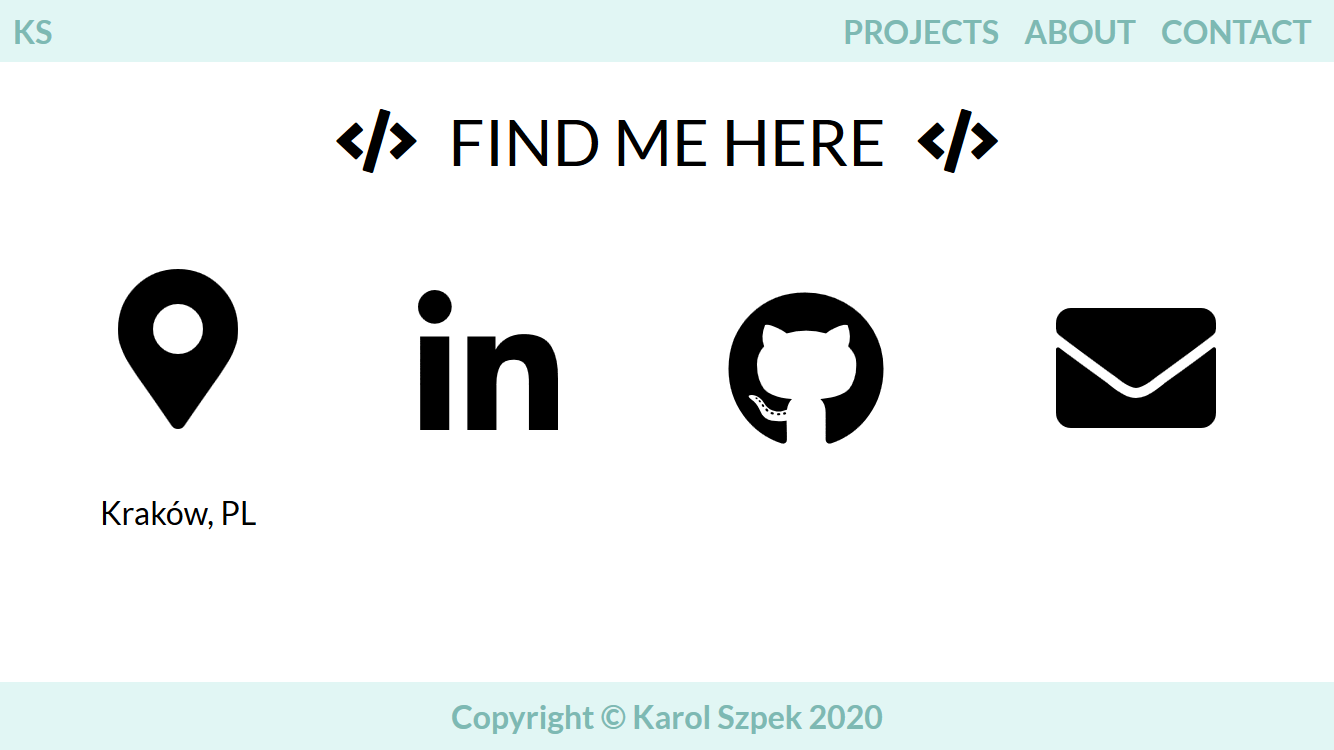 KS
PROJECTS ABOUT CONTACT
FIND ME HERE
Kraków, PL
Copyright © Karol Szpek 2020